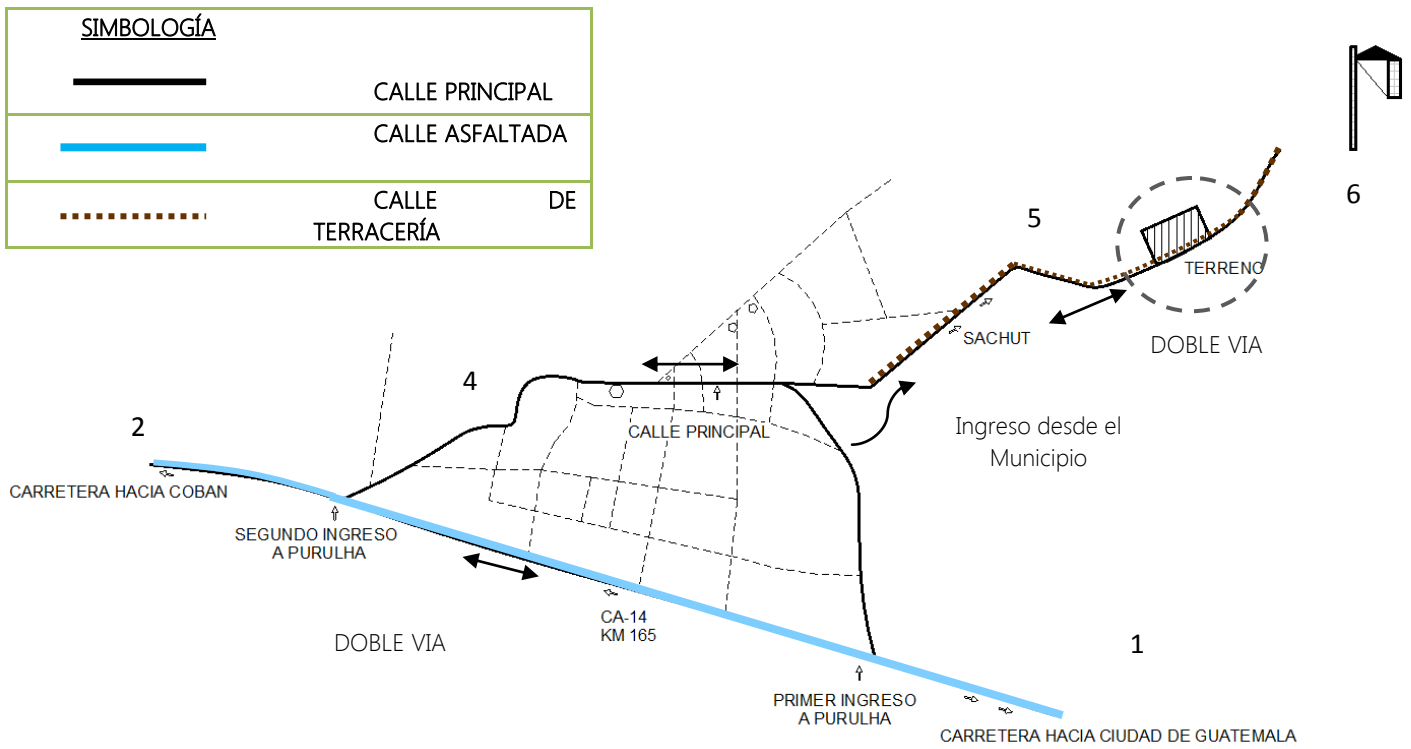 SIMBOLOGÍA
CALLE PRINCIPAL
CALLE ASFALTADA
CALLE DE
TERRACERÍA
6
5
TERRENO
SACHUT
DOBLE VIA
4
2
CALLE PRINCIPAL
Ingreso desde el
Municipio
CARRETERA HACIA COBAN
SEGUNDO INGRESO
A PURULHA
CA-14
KM 165
DOBLE VIA
1
PRIMER INGRESO
A PURULHA
CARRETERA HACIA CIUDAD DE GUATEMALA